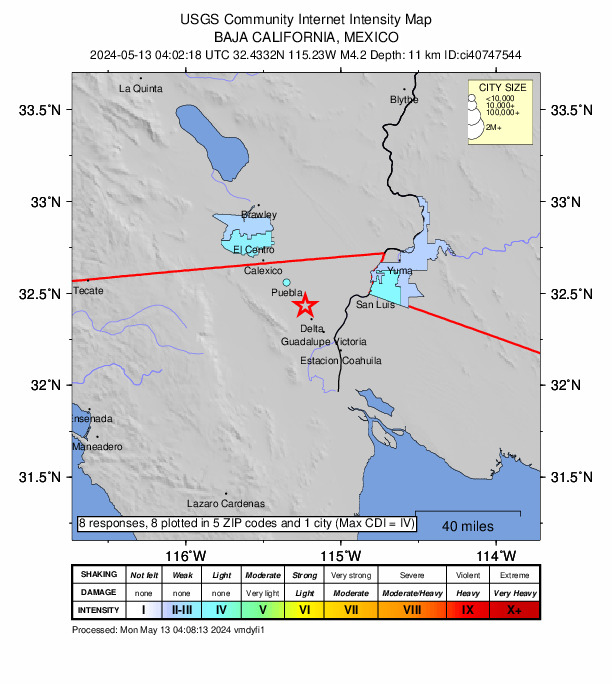 USGS Community Internet Intensity Map
BAJA CALIFORNIA, MEXICO
2024-05-13 04:02:18 UTC 32.4332N 115.23W M4.2 Depth: 11 km ID:ci40747544
CITY SIZE
<10,000
10,000+
100,000+
2M+
La Quinta
Blythe
33.5°N
33.5°N
33°N
33°N
Brawley
El Centro
Calexico
Yuma
Tecate
Puebla
32.5°N
32.5°N
San Luis
Delta
Guadalupe Victoria
Estacion Coahuila
32°N
32°N
nsenada
Maneadero
31.5°N
31.5°N
Lazaro Cardenas
8 responses, 8 plotted in 5 ZIP codes and 1 city (Max CDI = IV)
40 miles
116°W 115°W 114°W
SHAKING Not felt Weak Light Moderate Strong Very strong Severe Violent Extreme
DAMAGE none none none Very light Light Moderate Moderate/Heavy Heavy Very Heavy
INTENSITY I II-III IV V VI VII VIII IX X+
Processed: Mon May 13 04:08:13 2024 vmdyfi1